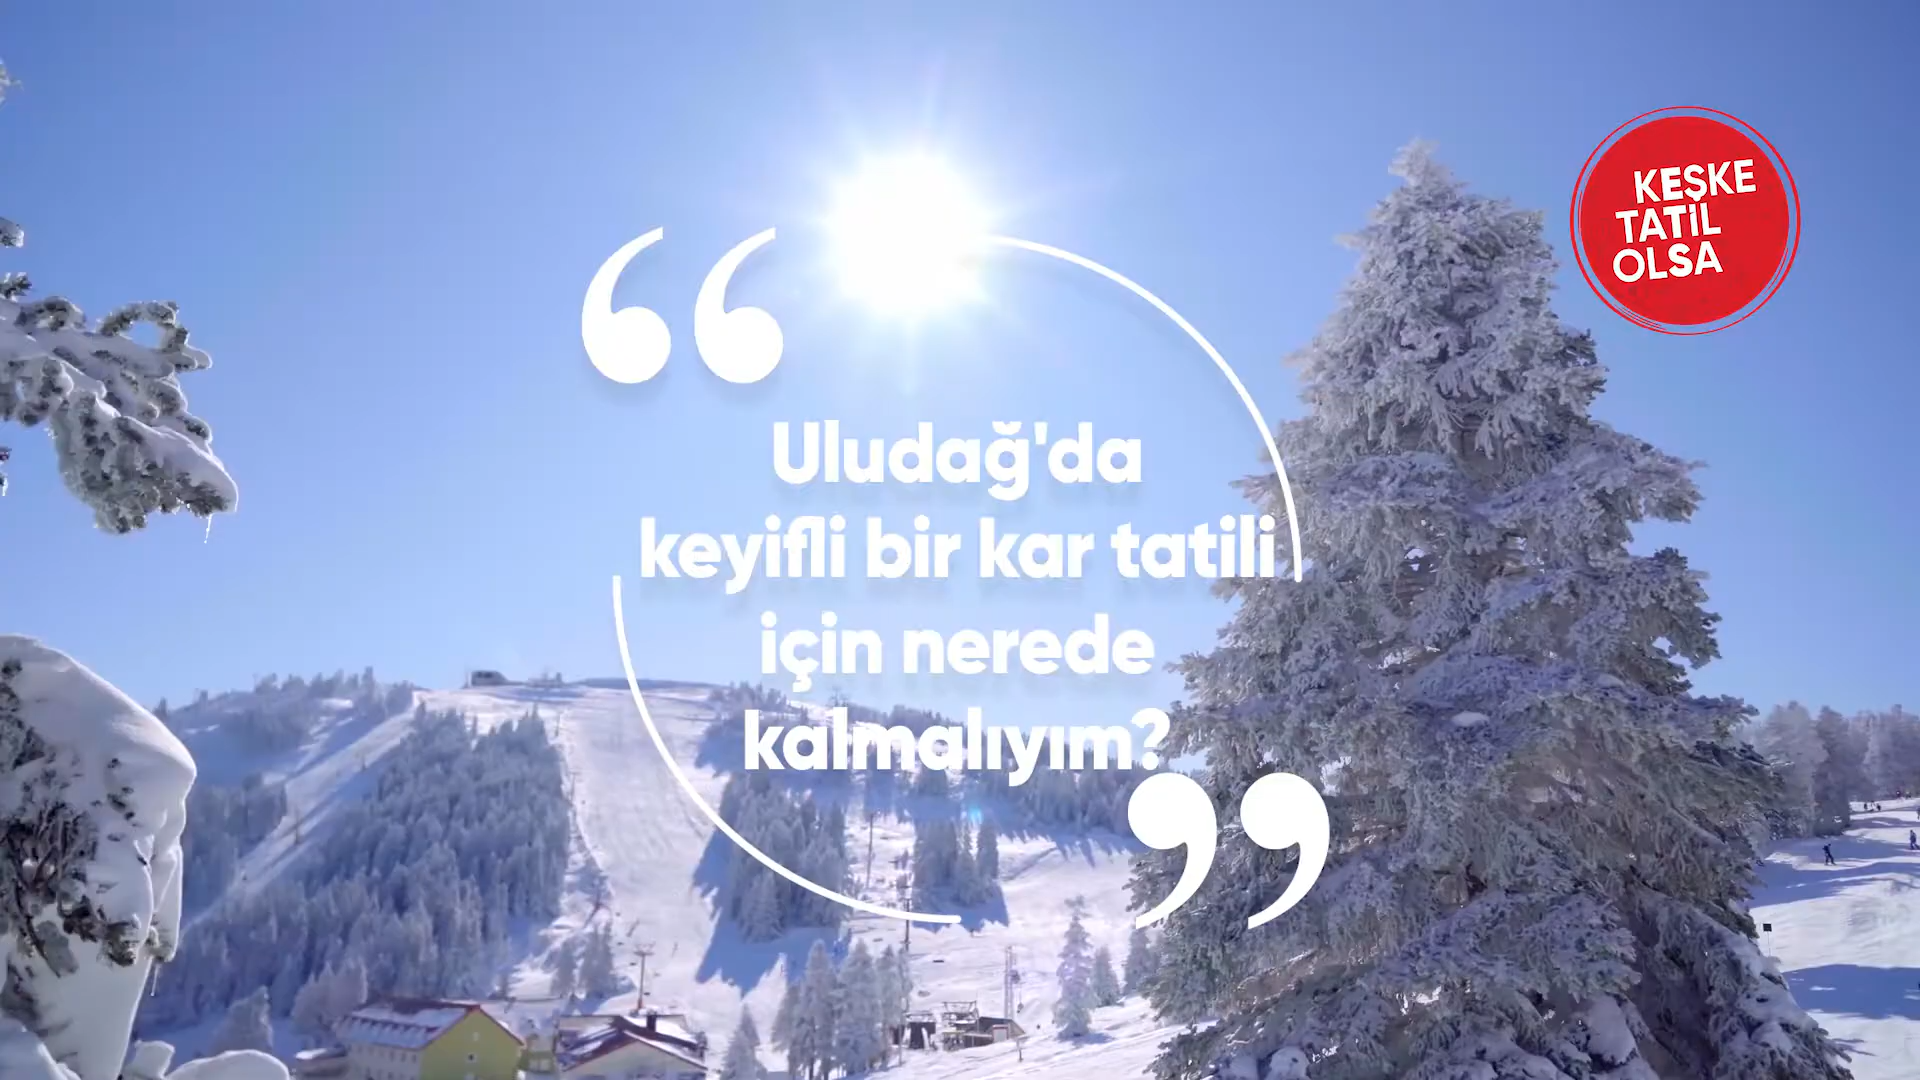 KEŞKE
TATİL
OLSA
Uludağ'da
keyifli bir kar tatili
için nerede
kalmalıyım?